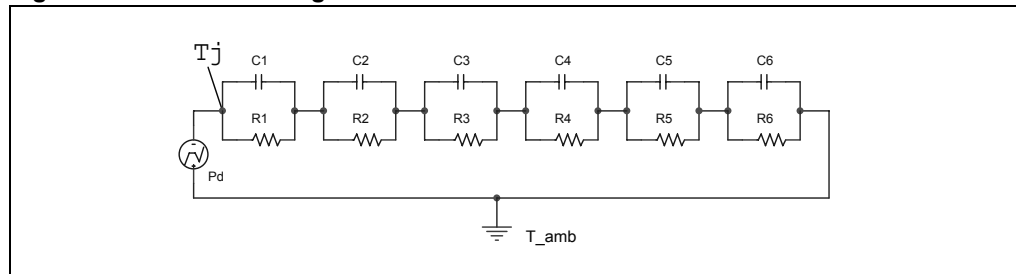 Tj
C1 C2 C3 C4 C5 C6
R1 R2 R3 R4 R5 R6
Pd
T_amb